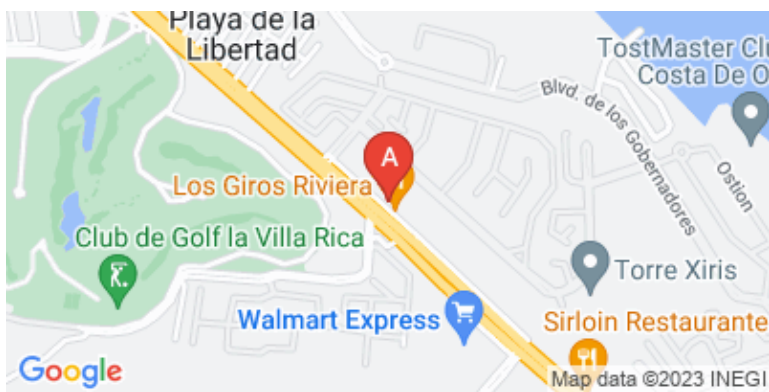 Playa de la
Libertad
TostMaster Clu
Costa De O
Blvd. de los Gobernadores
Ostion
A
Los Giros Riviera
Club de Golf la Villa Rica
Torre Xiris
Walmart Express
Sirloin Restaurante
Google
Map data ©2023 INEGI